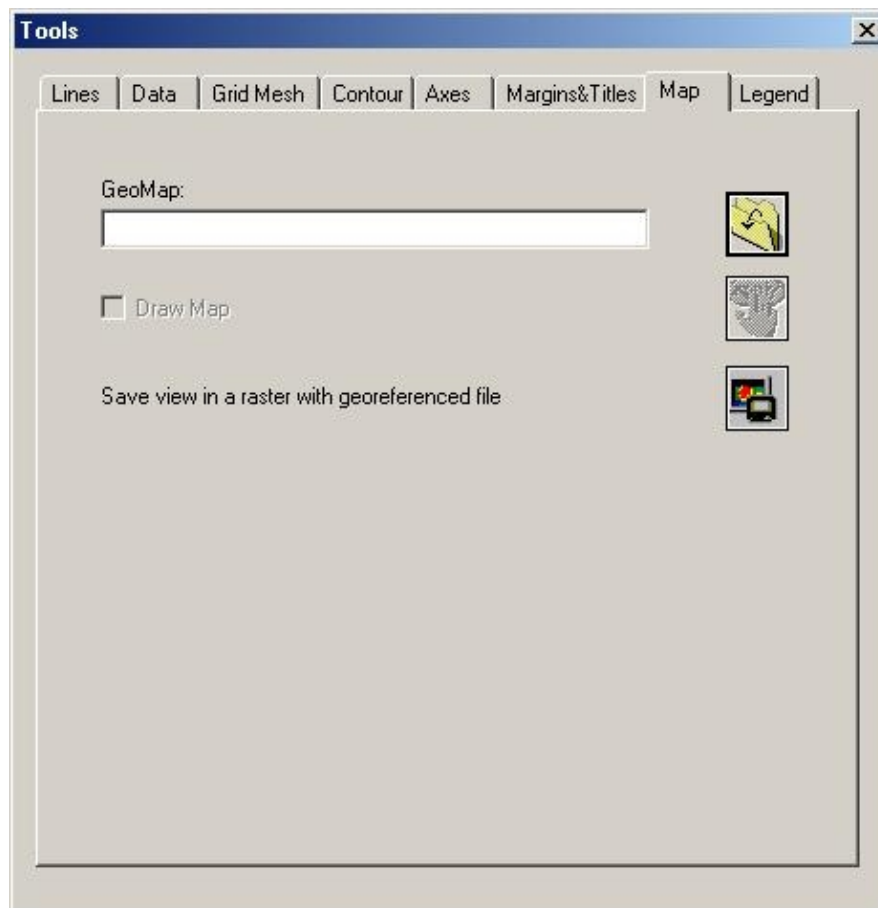 Tools
Lines Data Grid Mesh Contour Axes Margins&Titles Map Legend
GeoMap:
Draw Map
Save view in a raster with georeferenced file